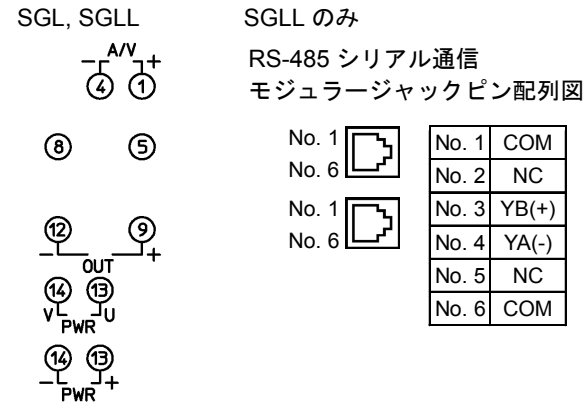 SGL, SGLL
A/V
− +
④ ①
⑧ ⑤
⑫ ⑨
− OUT +
⑭ ⑬
V PWR U
⑭ ⑬
− PWR +
SGLL のみ
RS-485 シリアル通信
モジュラージャックピン配列図
No. 1
No. 6
No. 1
No. 6
No. 1 COM
No. 2 NC
No. 3 YB(+)
No. 4 YA(-)
No. 5 NC
No. 6 COM